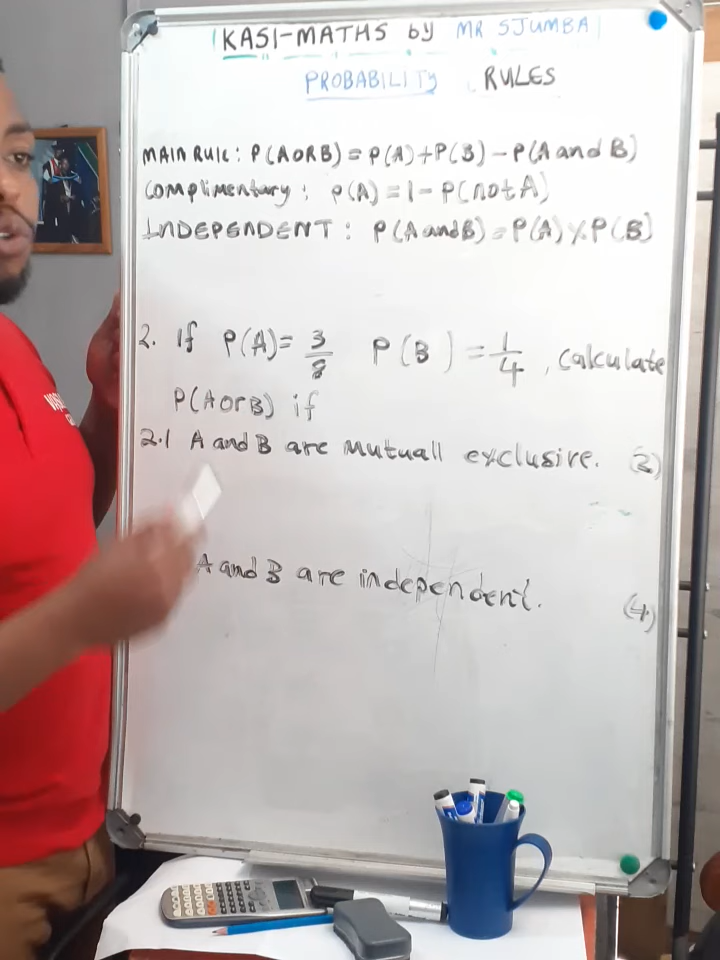 KASI-MATHS by MR SJUMBA
PROBABILITY RULES
MAIN RULE: P(A OR B) = P(A)+P(B) - P(A and B)
COMPLIMENTARY: P(A) = 1 - P(not A)
INDEPENDENT: P(A and B) = P(A) X P(B)
2. If P(A) = 3/8 P(B) = 1/4, calculate
P(A or B) if
2.1 A and B are mutuall exclusive. (2)
A and B are independent. (4)